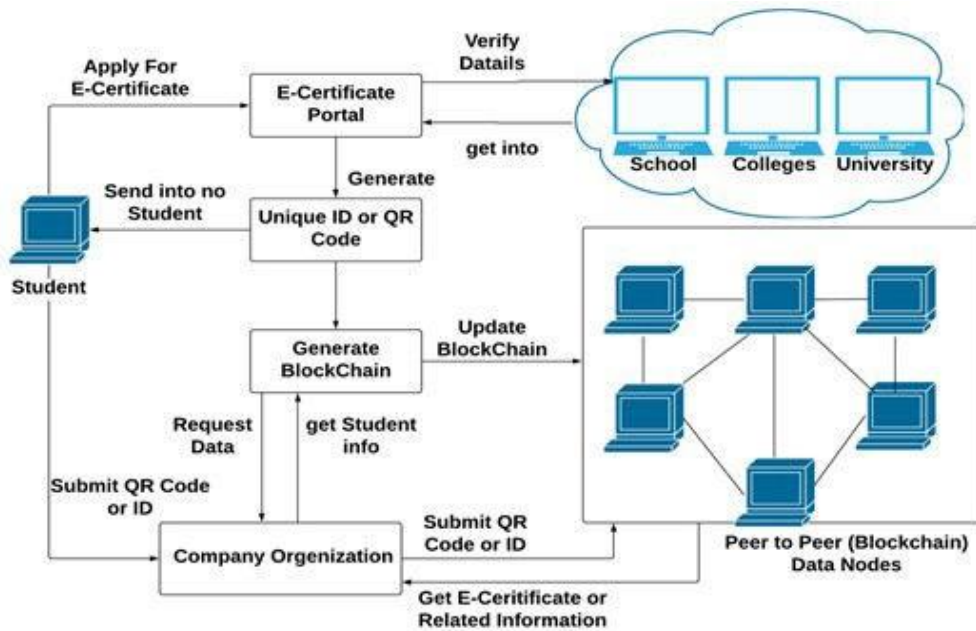 Apply For
E-Certificate
E-Certificate
Portal
Verify
Datails
get into
School
Colleges
University
Generate
Send into no
Student
Unique ID or QR
Code
Student
Generate
BlockChain
Update
BlockChain
Request
Data
get Student
info
Submit QR Code
or ID
Company Orgenization
Submit QR
Code or ID
Peer to Peer (Blockchain)
Data Nodes
Get E-Ceritificate or
Related Information